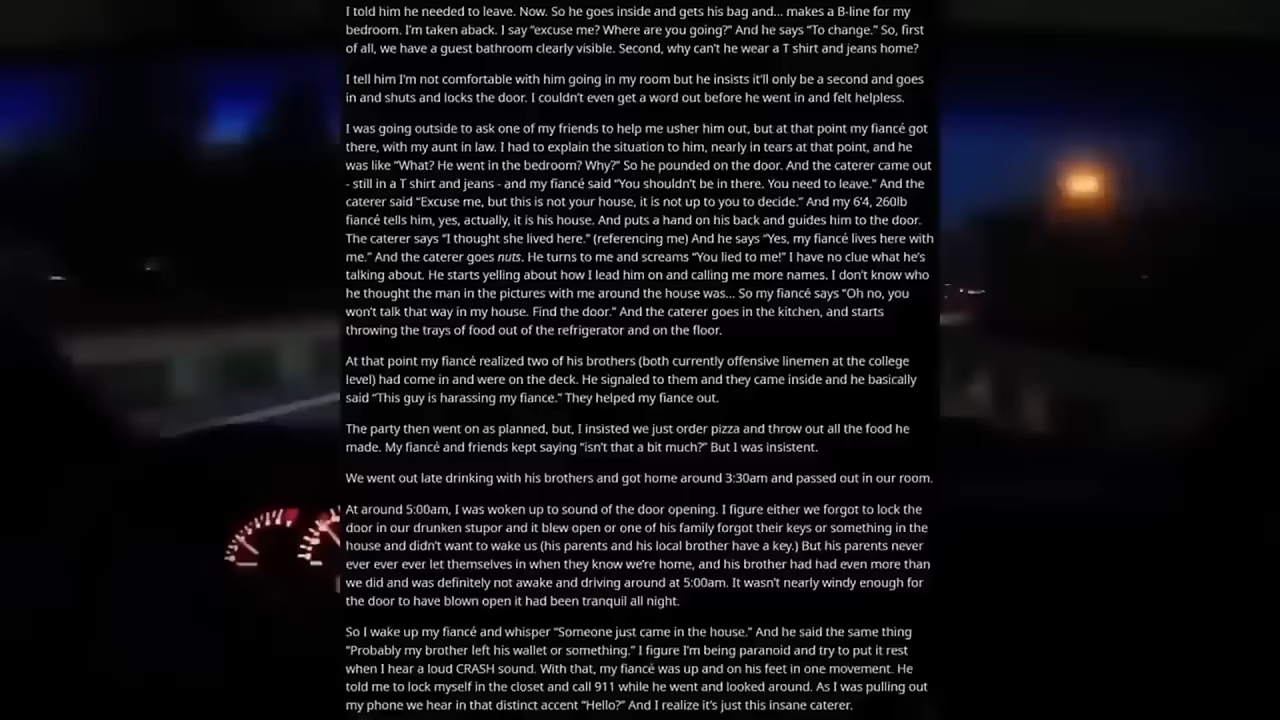 I told him he needed to leave. Now. So he goes inside and gets his bag and... makes a B-line for my
bedroom. I'm taken aback. I say “excuse me? Where are you going?” And he says “To change.” So, first
of all, we have a guest bathroom clearly visible. Second, why can't he wear a T shirt and jeans home?
I tell him I'm not comfortable with him going in my room but he insists it'll only be a second and goes
in and shuts and locks the door. I couldn't even get a word out before he went in and felt helpless.
I was going outside to ask one of my friends to help me usher him out, but at that point my fiancé got
there, with my aunt in law. I had to explain the situation to him, nearly in tears at that point, and he
was like “What? He went in the bedroom? Why?” So he pounded on the door. And the caterer came out
- still in a T shirt and jeans - and my fiancé said “You shouldn't be in there. You need to leave.” And the
caterer said “Excuse me, but this is not your house, it is not up to you to decide.” And my 6'4, 260lb
fiancé tells him, yes, actually, it is his house. And puts a hand on his back and guides him to the door.
The caterer says “I thought she lived here.” (referencing me) And he says “Yes, my fiancé lives here with
me.” And the caterer goes nuts. He turns to me and screams “You lied to me!” I have no clue what he's
talking about. He starts yelling about how I lead him on and calling me more names. I don't know who
he thought the man in the pictures with me around the house was... So my fiancé says “Oh no, you
won't talk that way in my house. Find the door.” And the caterer goes in the kitchen, and starts
throwing the trays of food out of the refrigerator and on the floor.
At that point my fiancé realized two of his brothers (both currently offensive linemen at the college
level) had come in and were on the deck. He signaled to them and they came inside and he basically
said “This guy is harassing my fiance.” They helped my fiance out.
The party then went on as planned, but, I insisted we just order pizza and throw out all the food he
made. My fiancé and friends kept saying “isn't that a bit much?” But I was insistent.
We went out late drinking with his brothers and got home around 3:30am and passed out in our room.
At around 5:00am, I was woken up to sound of the door opening. I figure either we forgot to lock the
door in our drunken stupor and it blew open or one of his family forgot their keys or something in the
house and didn't want to wake us (his parents and his local brother have a key.) But his parents never
ever ever ever let themselves in when they know we're home, and his brother had had even more than
we did and was definitely not awake and driving around at 5:00am. It wasn't nearly windy enough for
the door to have blown open it had been tranquil all night.
So I wake up my fiancé and whisper “Someone just came in the house.” And he said the same thing
“Probably my brother left his wallet or something.” I figure I'm being paranoid and try to put it rest
when I hear a loud CRASH sound. With that, my fiancé was up and on his feet in one movement. He
told me to lock myself in the closet and call 911 while he went and looked around. As I was pulling out
my phone we hear in that distinct accent “Hello?” And I realize it's just this insane caterer.